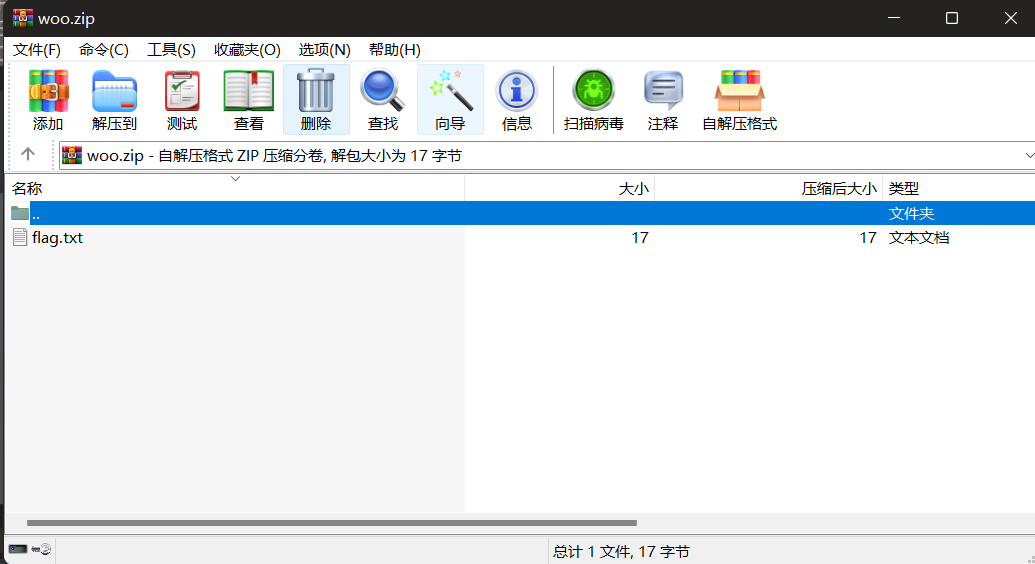 woo.zip
文件(F) 命令(C) 工具(S) 收藏夹(O) 选项(N) 帮助(H)
添加 解压到 测试 查看 删除 查找 向导 信息 扫描病毒 注释 自解压格式
woo.zip - 自解压格式 ZIP 压缩分卷, 解包大小为 17 字节
名称 大小 压缩后大小 类型
.. 文件夹
flag.txt 17 17 文本文档
总计 1 文件, 17 字节